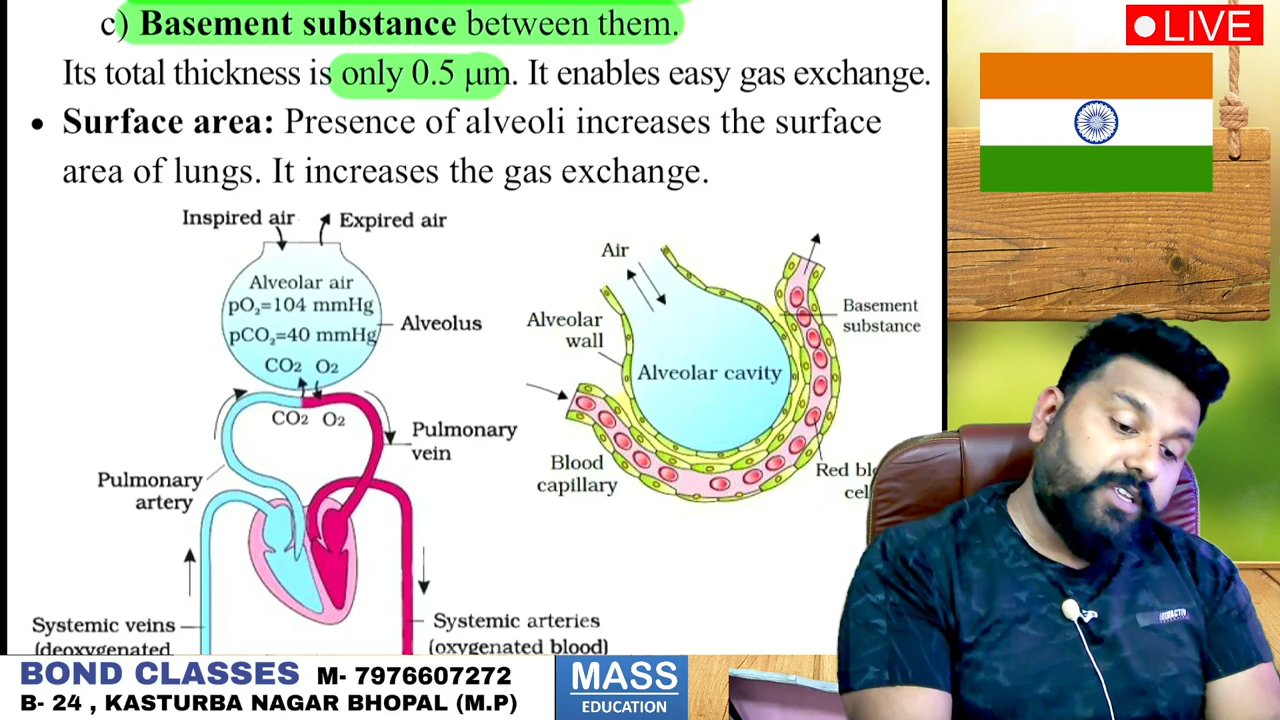 c) Basement substance between them.
Its total thickness is only 0.5 μm. It enables easy gas exchange.
• Surface area: Presence of alveoli increases the surface
area of lungs. It increases the gas exchange.
Inspired air
Expired air
Alveolar air
pO₂=104 mmHg
pCO₂=40 mmHg
CO2 O2
Alveolus
CO2 O2
Pulmonary
vein
Pulmonary
artery
Systemic veins
(deoxygenated
Systemic arteries
(oxygenated blood)
Air
Alveolar
wall
Alveolar cavity
Basement
substance
Blood
capillary
Red bl
cel
LIVE
BOND CLASSES M- 7976607272
B- 24 , KASTURBA NAGAR BHOPAL (M.P)
MASS
EDUCATION